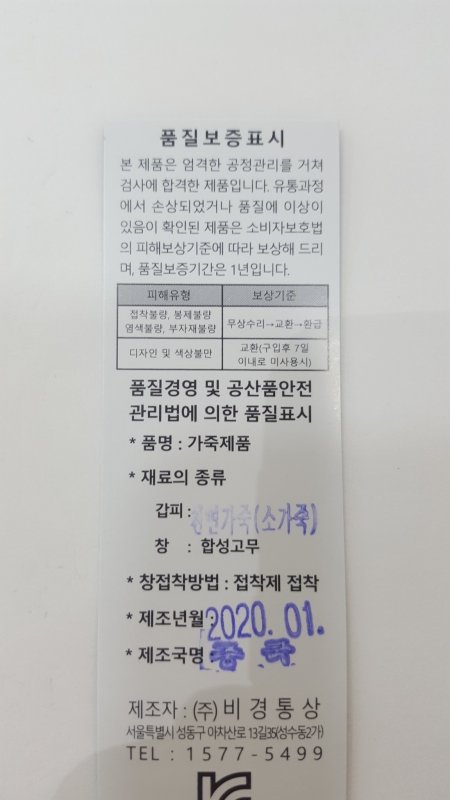 품질보증표시
본 제품은 엄격한 공정관리를 거쳐
검사에 합격한 제품입니다. 유통과정
에서 손상되었거나 품질에 이상이
있음이 확인된 제품은 소비자보호법
의 피해보상기준에 따라 보상해 드리
며, 품질보증기간은 1년입니다.
피해유형 보상기준
접착불량, 봉제불량
염색불량, 부자재불량
무상수리→교환→환급
디자인 및 색상불만
교환(구입후 7일
이내로 미사용시)
품질경영 및 공산품안전
관리법에 의한 품질표시
* 품명 : 가죽제품
* 재료의 종류
갑피 : 천연가죽(소가죽)
창 : 합성고무
* 창접착방법 : 접착제 접착
* 제조년월 : 2020. 01.
* 제조국명 : 중국
제조자 : (주) 비경통상
서울특별시 성동구 아차산로 13길35(성수동2가)
TEL : 1577-5499